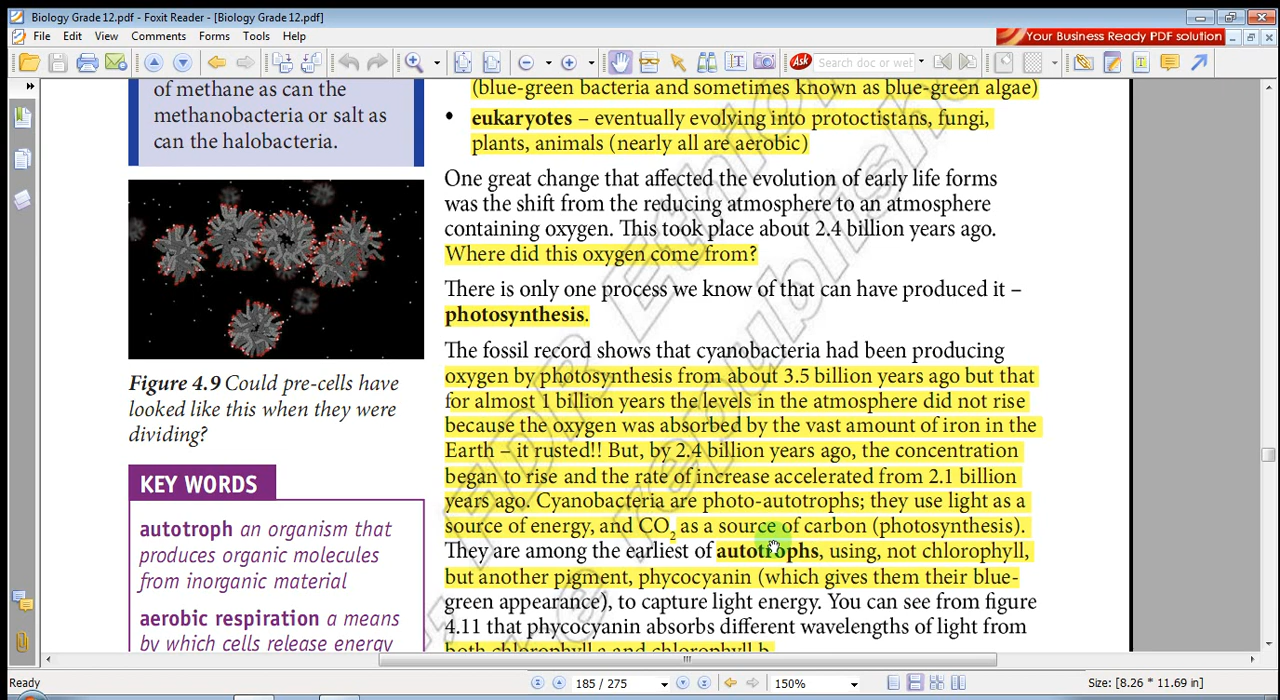 Biology Grade 12.pdf - Foxit Reader - [Biology Grade 12.pdf]
File Edit View Comments Forms Tools Help
Your Business Ready PDF solution
Ask Search doc or web
of methane as can the
methanobacteria or salt as
can the halobacteria.
Figure 4.9 Could pre-cells have
looked like this when they were
dividing?
KEY WORDS
autotroph an organism that
produces organic molecules
from inorganic material
aerobic respiration a means
by which cells release energy
(blue-green bacteria and sometimes known as blue-green algae)
• eukaryotes – eventually evolving into protoctistans, fungi,
plants, animals (nearly all are aerobic)
One great change that affected the evolution of early life forms
was the shift from the reducing atmosphere to an atmosphere
containing oxygen. This took place about 2.4 billion years ago.
Where did this oxygen come from?
There is only one process we know of that can have produced it –
photosynthesis.
The fossil record shows that cyanobacteria had been producing
oxygen by photosynthesis from about 3.5 billion years ago but that
for almost 1 billion years the levels in the atmosphere did not rise
because the oxygen was absorbed by the vast amount of iron in the
Earth – it rusted!! But, by 2.4 billion years ago, the concentration
began to rise and the rate of increase accelerated from 2.1 billion
years ago. Cyanobacteria are photo-autotrophs; they use light as a
source of energy, and CO₂ as a source of carbon (photosynthesis).
They are among the earliest of autotrophs, using, not chlorophyll,
but another pigment, phycocyanin (which gives them their blue-
green appearance), to capture light energy. You can see from figure
4.11 that phycocyanin absorbs different wavelengths of light from
both chlorophyll a and chlorophyll b.
Ready
185 / 275
150%
Size: [8.26 * 11.69 in]